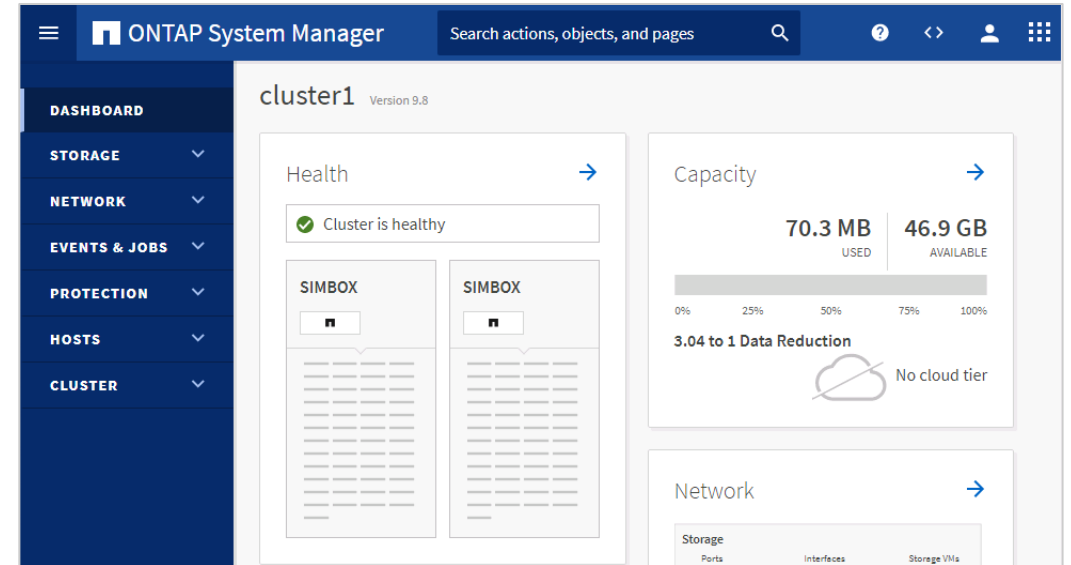 ONTAP System Manager
Search actions, objects, and pages
DASHBOARD
STORAGE
NETWORK
EVENTS & JOBS
PROTECTION
HOSTS
CLUSTER
cluster1 Version 9.8
Health
Cluster is healthy
SIMBOX
SIMBOX
Capacity
70.3 MB 46.9 GB
USED AVAILABLE
0% 25% 50% 75% 100%
3.04 to 1 Data Reduction
No cloud tier
Network
Storage
Ports Interfeces Storege VMs